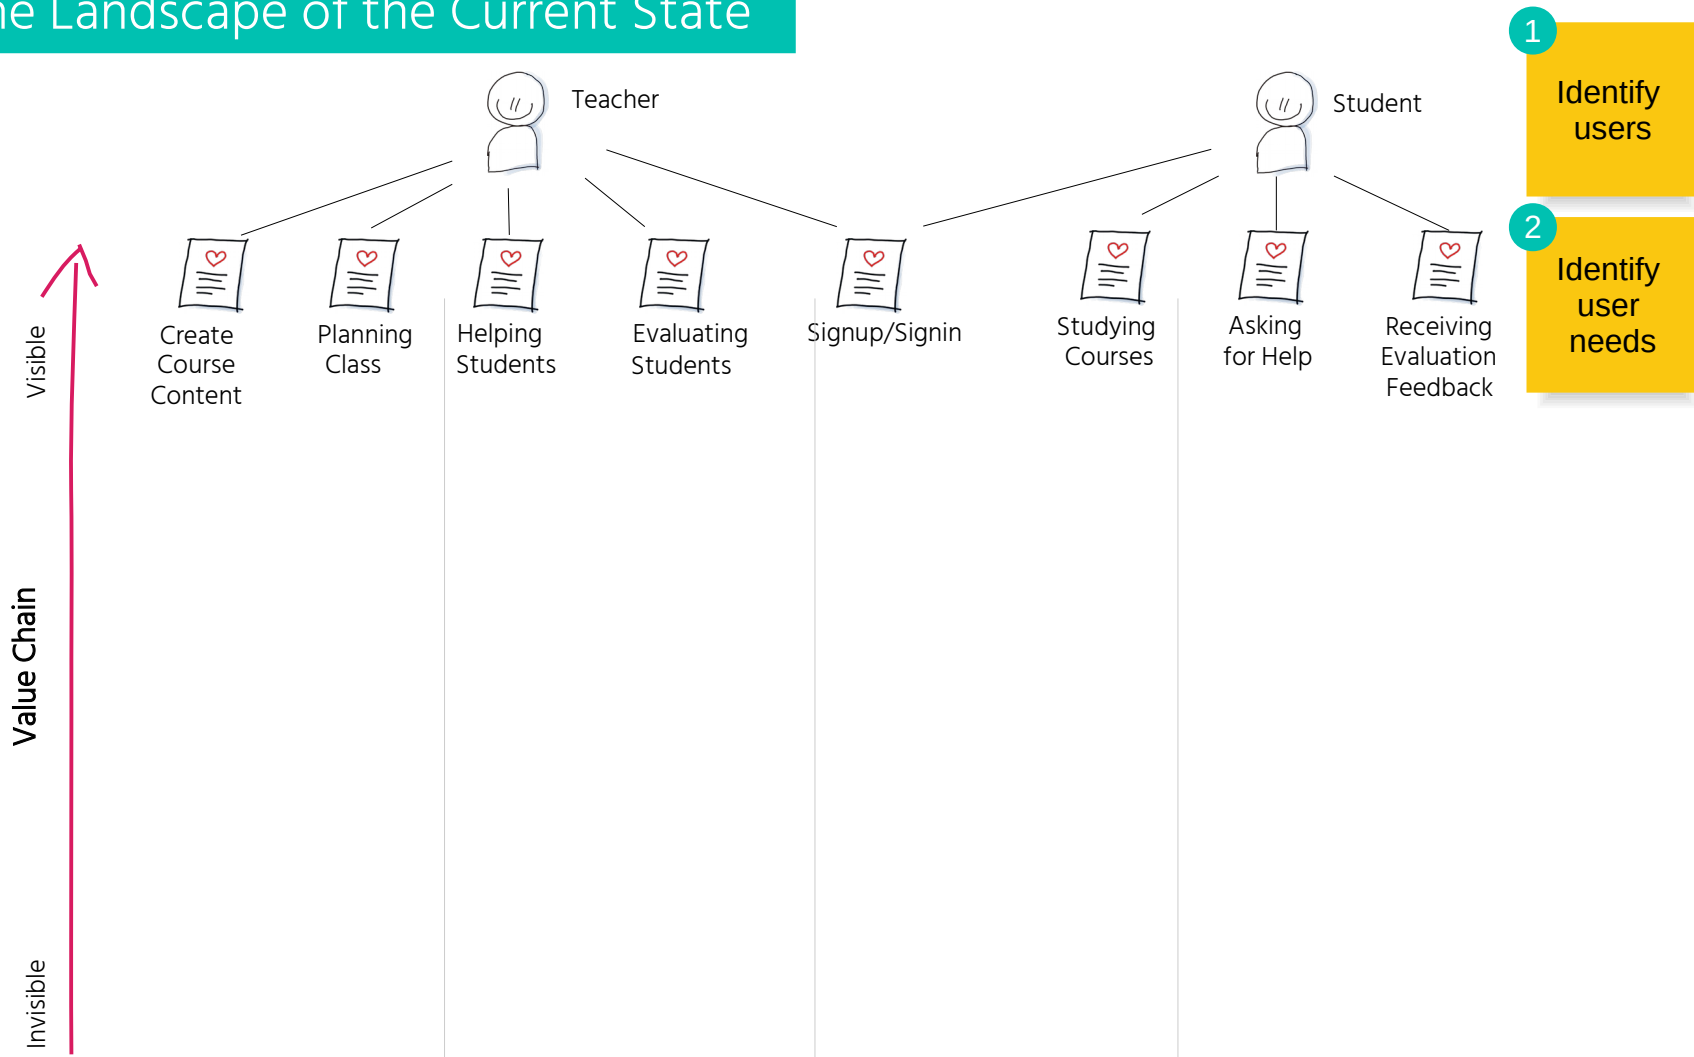 he Landscape of the Current State
1
Identify
users
Teacher
Student
2
Identify
user
needs
Create
Course
Content
Planning
Class
Helping
Students
Evaluating
Students
Signup/Signin
Studying
Courses
Asking
for Help
Receiving
Evaluation
Feedback
Visible
Value Chain
Invisible